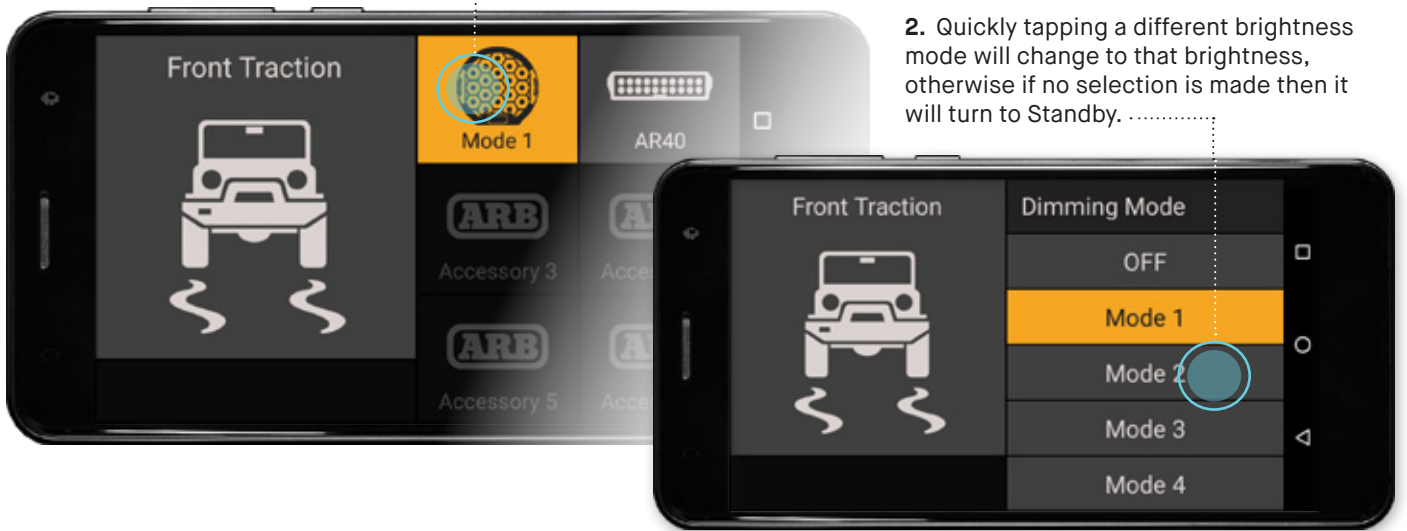 Front Traction
Mode 1
AR40
ARB
Accessory 3
ARB
Accessory 5
2. Quickly tapping a different brightness
mode will change to that brightness,
otherwise if no selection is made then it
will turn to Standby.
Front Traction
Dimming Mode
OFF
Mode 1
Mode 2
Mode 3
Mode 4